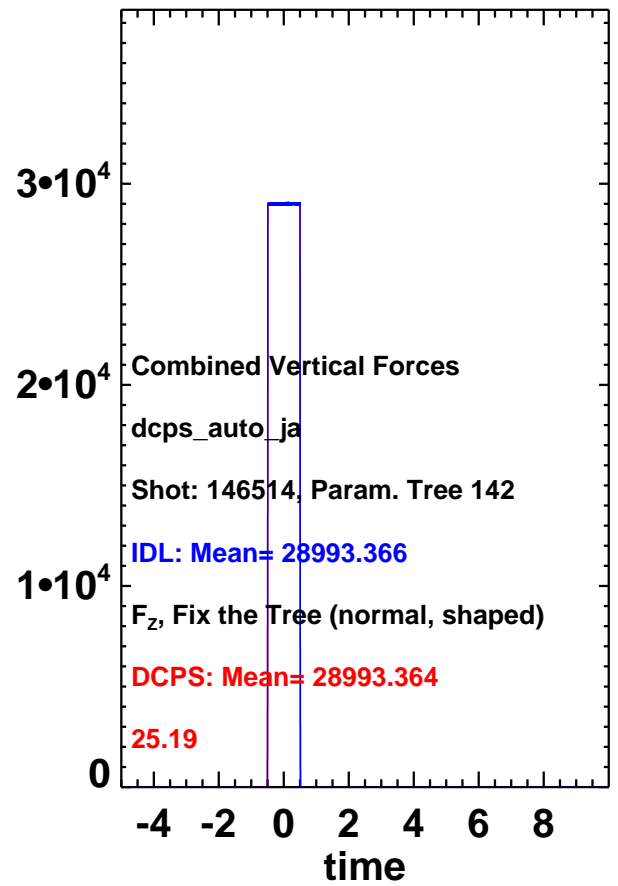 3•10⁴
2•10⁴
Combined Vertical Forces
dcps_auto_ja
Shot: 146514, Param. Tree 142
IDL: Mean= 28993.366
1•10⁴
F_Z, Fix the Tree (normal, shaped)
DCPS: Mean= 28993.364
25.19
0
-4 -2 0 2 4 6 8
time